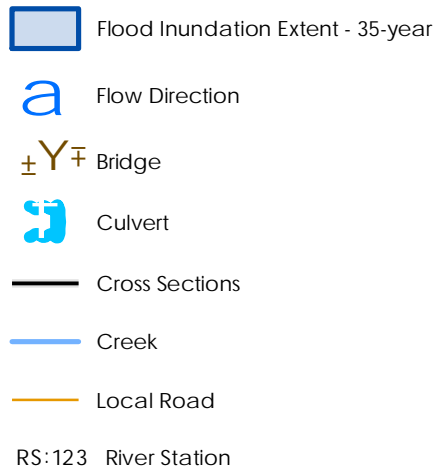 Flood Inundation Extent - 35-year
a Flow Direction
±Y∓ Bridge
Culvert
Cross Sections
Creek
Local Road
RS:123 River Station